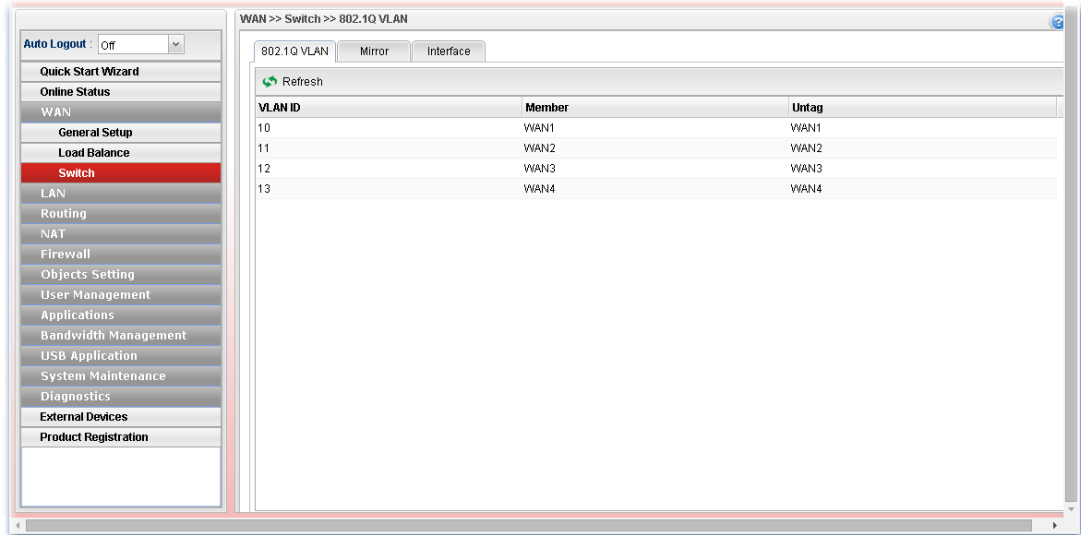 WAN >> Switch >> 802.1Q VLAN
Auto Logout : Off
Quick Start Wizard
Online Status
WAN
General Setup
Load Balance
Switch
LAN
Routing
NAT
Firewall
Objects Setting
User Management
Applications
Bandwidth Management
USB Application
System Maintenance
Diagnostics
External Devices
Product Registration
802.1Q VLAN Mirror Interface
Refresh
VLAN ID Member Untag
10 WAN1 WAN1
11 WAN2 WAN2
12 WAN3 WAN3
13 WAN4 WAN4